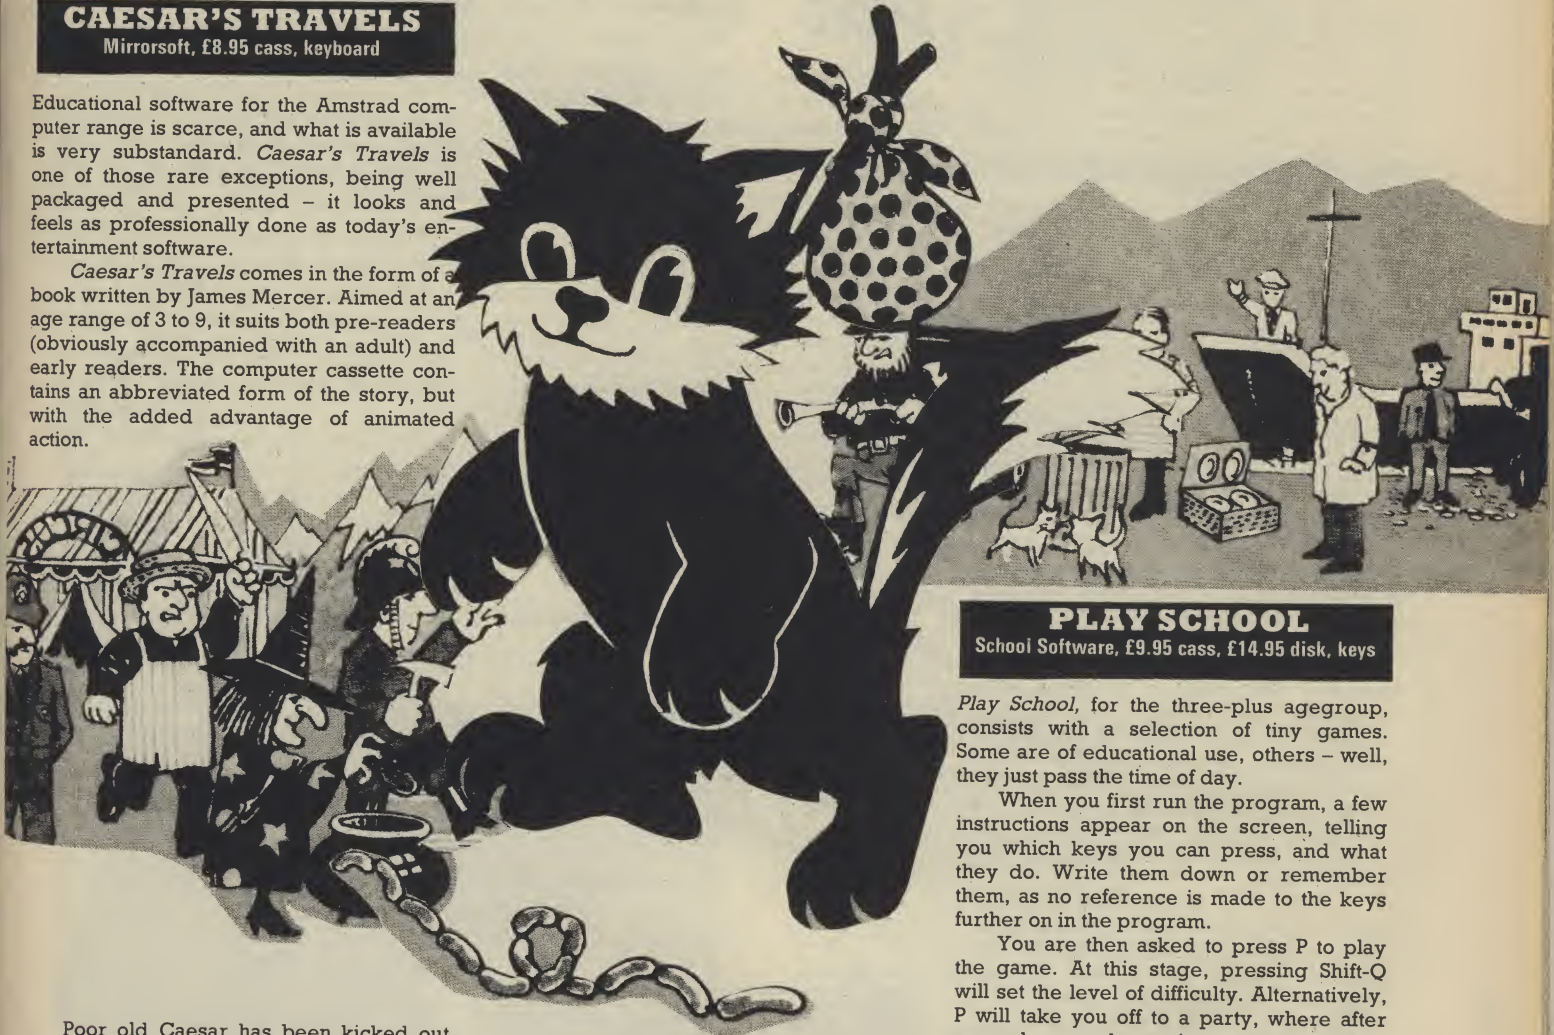 CAESAR'S TRAVELS
Mirrorsoft, £8.95 cass, keyboard
Educational software for the Amstrad com-
puter range is scarce, and what is available
is very substandard. Caesar's Travels is
one of those rare exceptions, being well
packaged and presented – it looks and
feels as professionally done as today's en-
tertainment software.
Caesar's Travels comes in the form of a
book written by James Mercer. Aimed at an
age range of 3 to 9, it suits both pre-readers
(obviously accompanied with an adult) and
early readers. The computer cassette con-
tains an abbreviated form of the story, but
with the added advantage of animated
action.
Poor old Caesar has been kicked out
PLAY SCHOOL
School Software, £9.95 cass, £14.95 disk, keys
Play School, for the three-plus agegroup,
consists with a selection of tiny games.
Some are of educational use, others – well,
they just pass the time of day.
When you first run the program, a few
instructions appear on the screen, telling
you which keys you can press, and what
they do. Write them down or remember
them, as no reference is made to the keys
further on in the program.
You are then asked to press P to play
the game. At this stage, pressing Shift-Q
will set the level of difficulty. Alternatively,
P will take you off to a party, where after